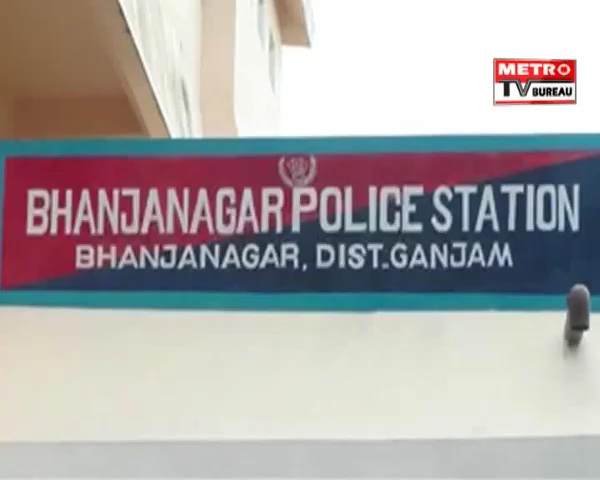 METRO
TV BUREAU
BHANJANAGAR POLICE STATION
BHANJANAGAR, DIST.GANJAM